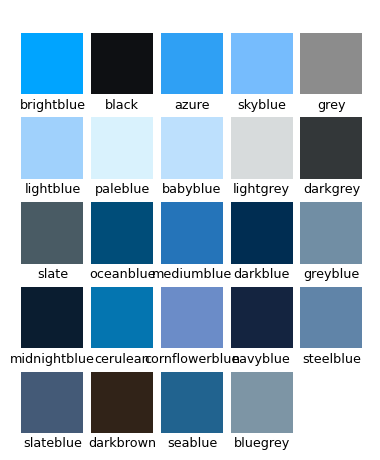 brightblue black azure skyblue grey
lightblue paleblue babyblue lightgrey darkgrey
slate oceanblue mediumblue darkblue greyblue
midnightblue cerulean cornflowerblue navyblue steelblue
slateblue darkbrown seablue bluegrey